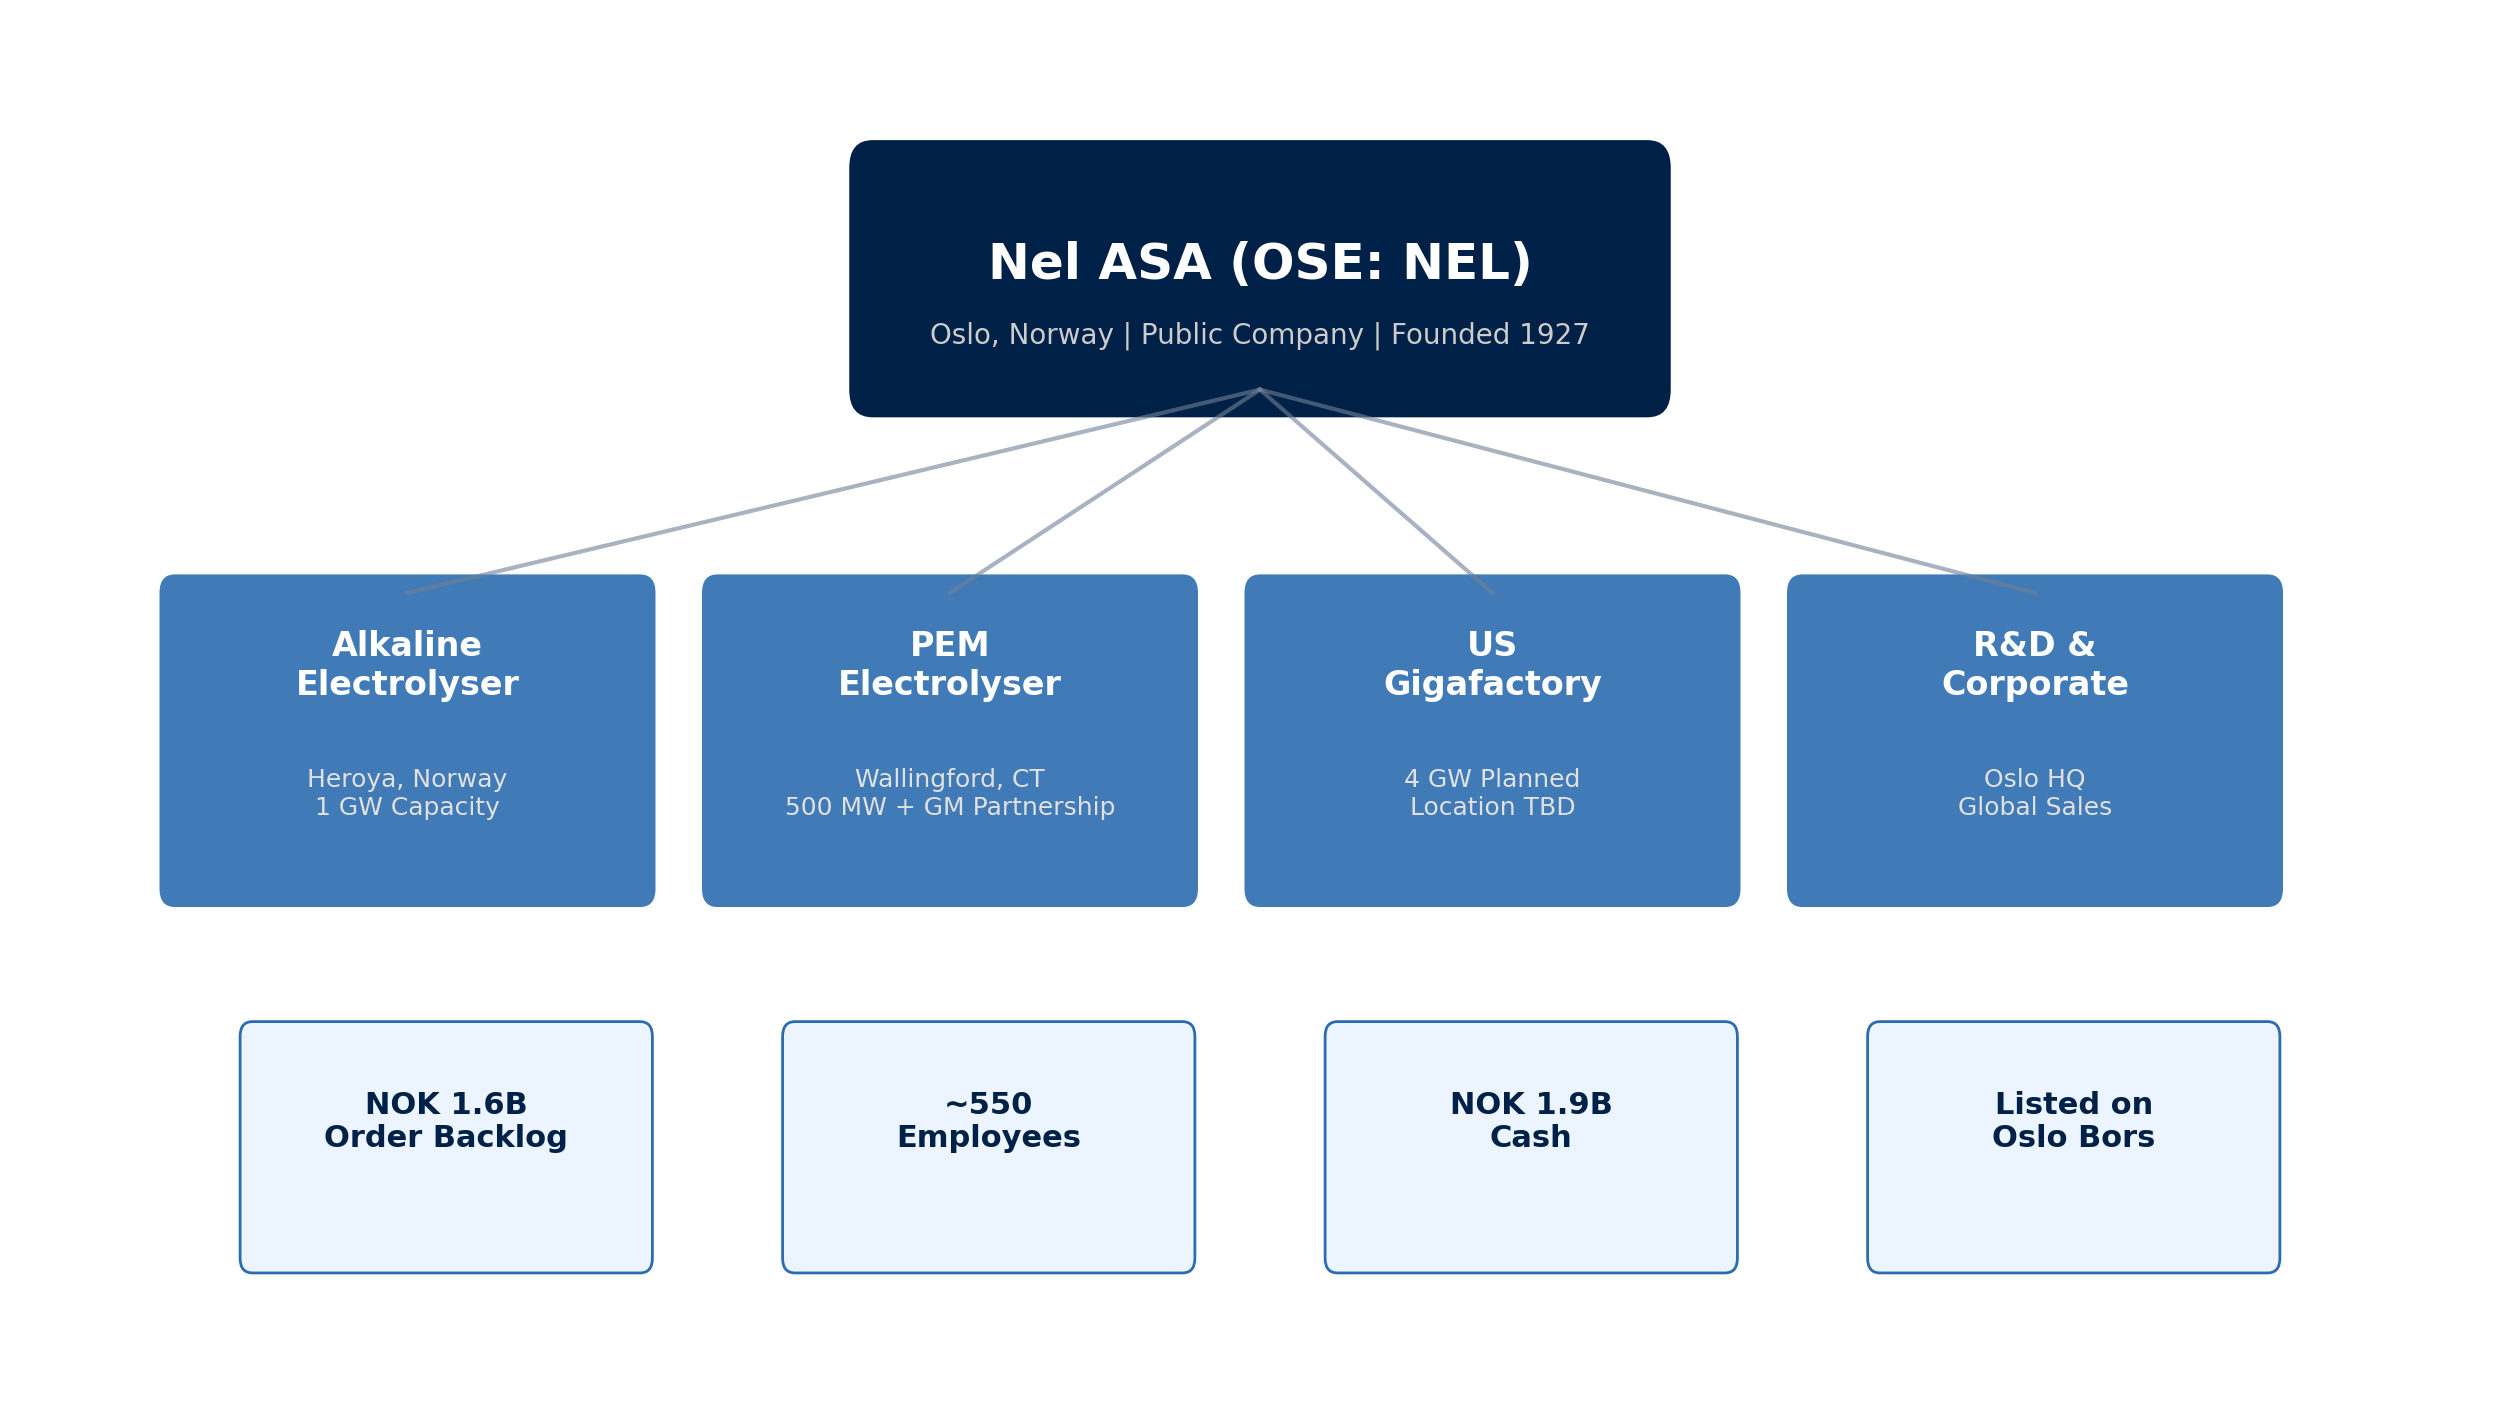 Nel ASA (OSE: NEL)
Oslo, Norway | Public Company | Founded 1927
Alkaline
Electrolyser
Heroya, Norway
1 GW Capacity
PEM
Electrolyser
Wallingford, CT
500 MW + GM Partnership
US
Gigafactory
4 GW Planned
Location TBD
R&D &
Corporate
Oslo HQ
Global Sales
NOK 1.6B
Order Backlog
~550
Employees
NOK 1.9B
Cash
Listed on
Oslo Bors